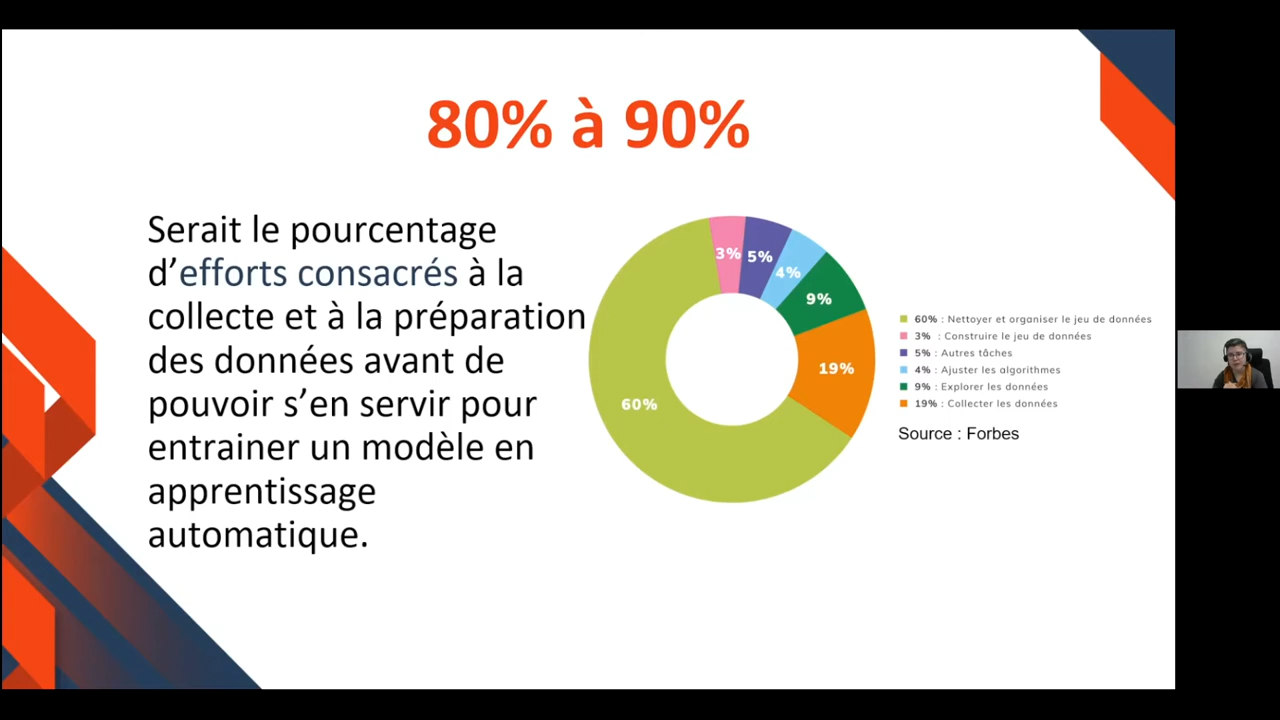 80% à 90%
Serait le pourcentage
d’efforts consacrés à la
collecte et à la préparation
des données avant de
pouvoir s’en servir pour
entrainer un modèle en
apprentissage
automatique.
3%
5%
4%
9%
19%
60%
60% : Nettoyer et organiser le jeu de données
3% : Construire le jeu de données
5% : Autres tâches
4% : Ajuster les algorithmes
9% : Explorer les données
19% : Collecter les données
Source : Forbes